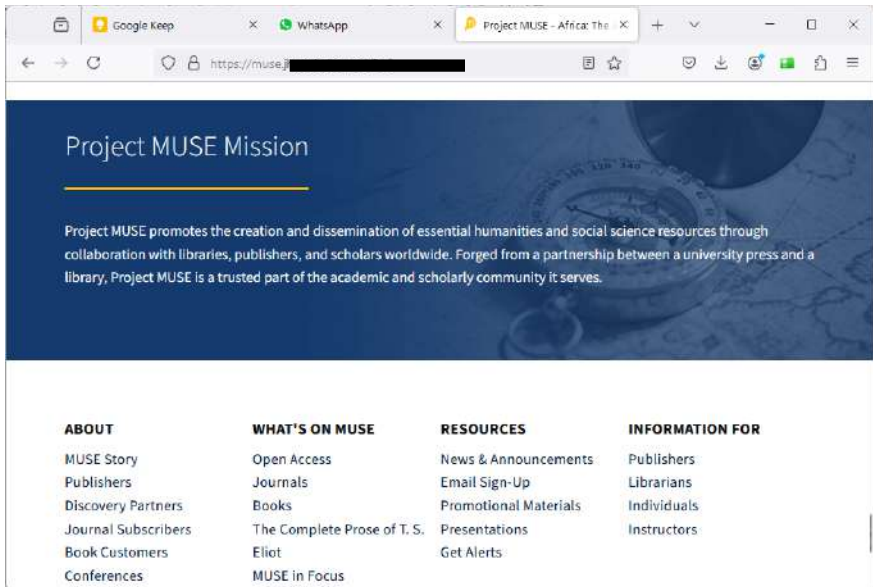 Google Keep
WhatsApp
Project MUSE - Africa: The
https://muse.j
Project MUSE Mission
Project MUSE promotes the creation and dissemination of essential humanities and social science resources through
collaboration with libraries, publishers, and scholars worldwide. Forged from a partnership between a university press and a
library, Project MUSE is a trusted part of the academic and scholarly community it serves.
ABOUT
MUSE Story
Publishers
Discovery Partners
Journal Subscribers
Book Customers
Conferences
WHAT'S ON MUSE
Open Access
Journals
Books
The Complete Prose of T. S.
Eliot
MUSE in Focus
RESOURCES
News & Announcements
Email Sign-Up
Promotional Materials
Presentations
Get Alerts
INFORMATION FOR
Publishers
Librarians
Individuals
Instructors